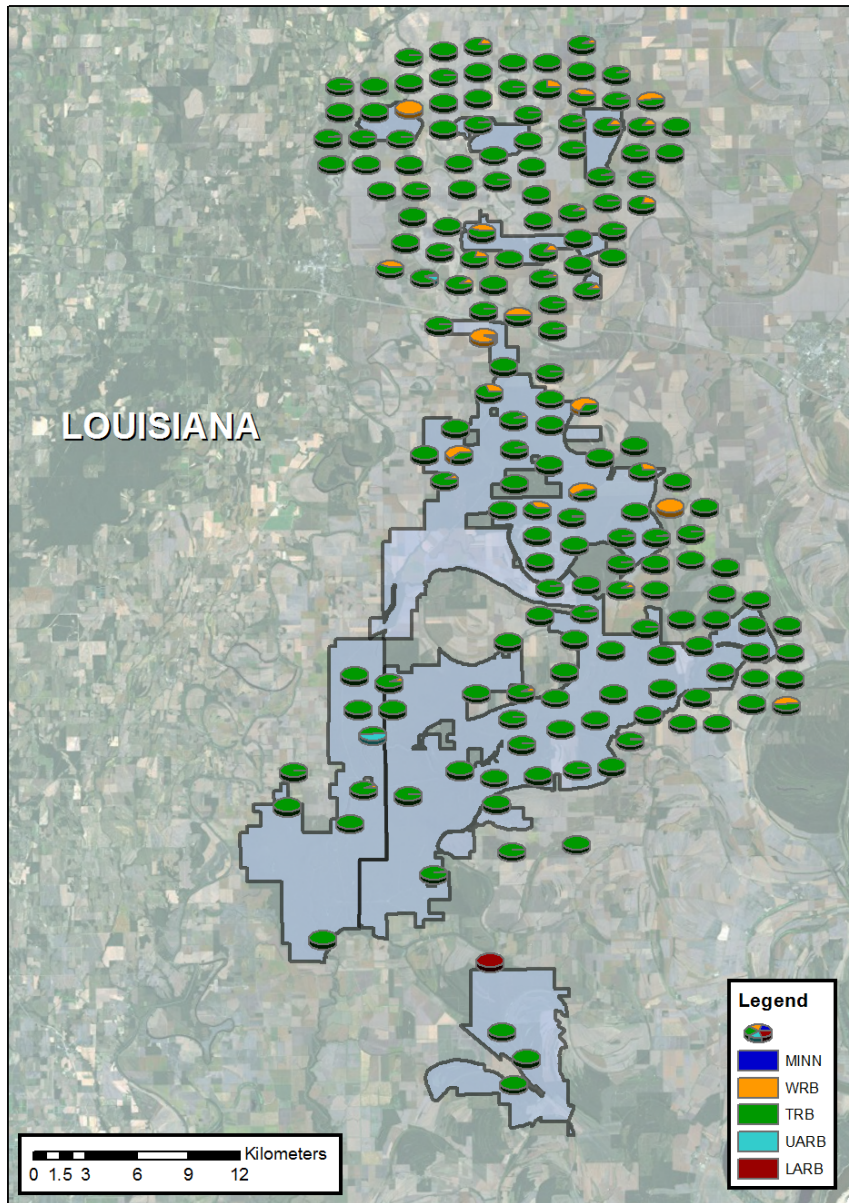 LOUISIANA
Legend
MINN
WRB
TRB
UARB
LARB
Kilometers
0 1.5 3 6 9 12